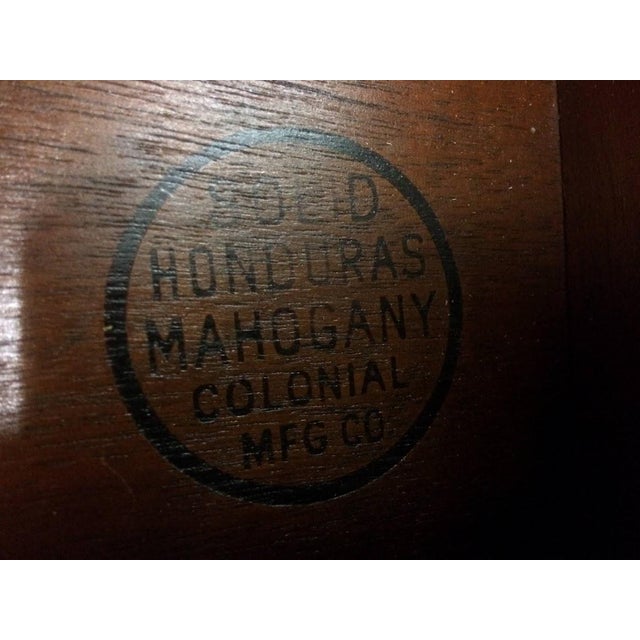 SOLID
HONDURAS
MAHOGANY
COLONIAL
MFG CO.